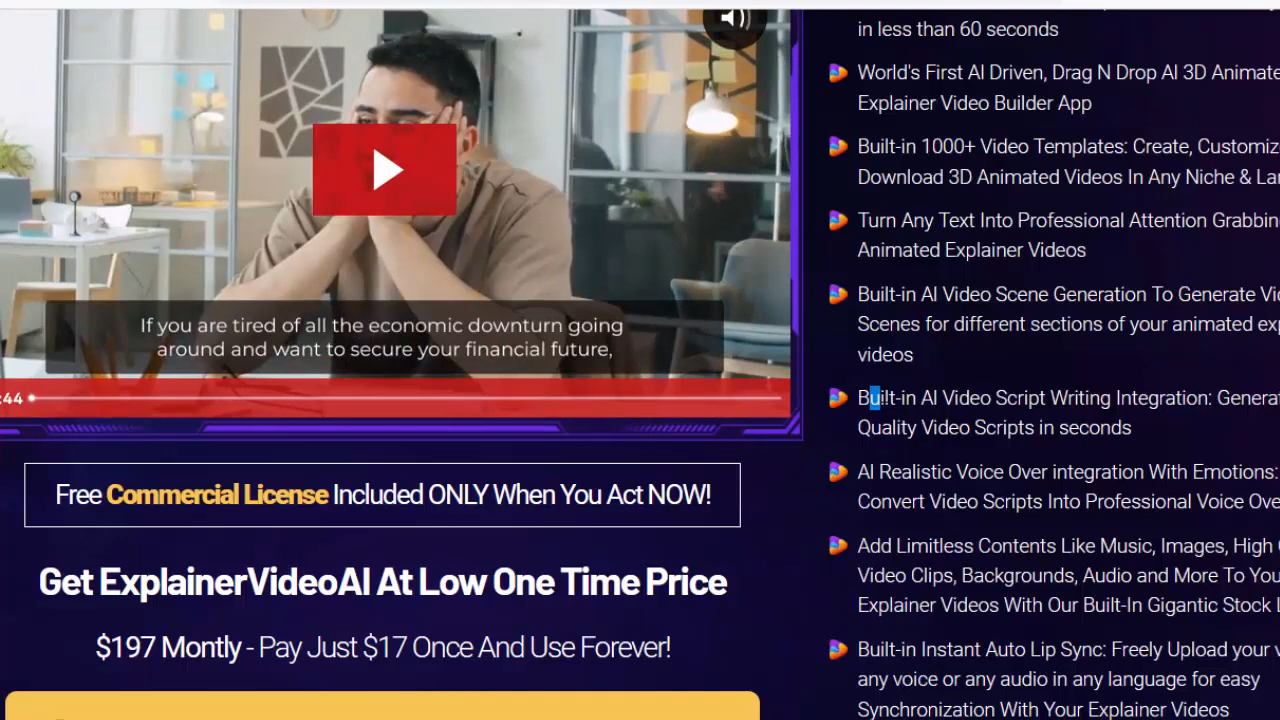 If you are tired of all the economic downturn going
around and want to secure your financial future,
:44
Free Commercial License Included ONLY When You Act NOW!
Get ExplainerVideoAI At Low One Time Price
$197 Montly - Pay Just $17 Once And Use Forever!
in less than 60 seconds
World's First AI Driven, Drag N Drop AI 3D Animate
Explainer Video Builder App
Built-in 1000+ Video Templates: Create, Customiz
Download 3D Animated Videos In Any Niche & La
Turn Any Text Into Professional Attention Grabbin
Animated Explainer Videos
Built-in AI Video Scene Generation To Generate Vi
Scenes for different sections of your animated ex
videos
Built-in AI Video Script Writing Integration: Genera
Quality Video Scripts in seconds
AI Realistic Voice Over integration With Emotions:
Convert Video Scripts Into Professional Voice Ove
Add Limitless Contents Like Music, Images, High
Video Clips, Backgrounds, Audio and More To You
Explainer Videos With Our Built-In Gigantic Stock
Built-in Instant Auto Lip Sync: Freely Upload your
any voice or any audio in any language for easy
Synchronization With Your Explainer Videos